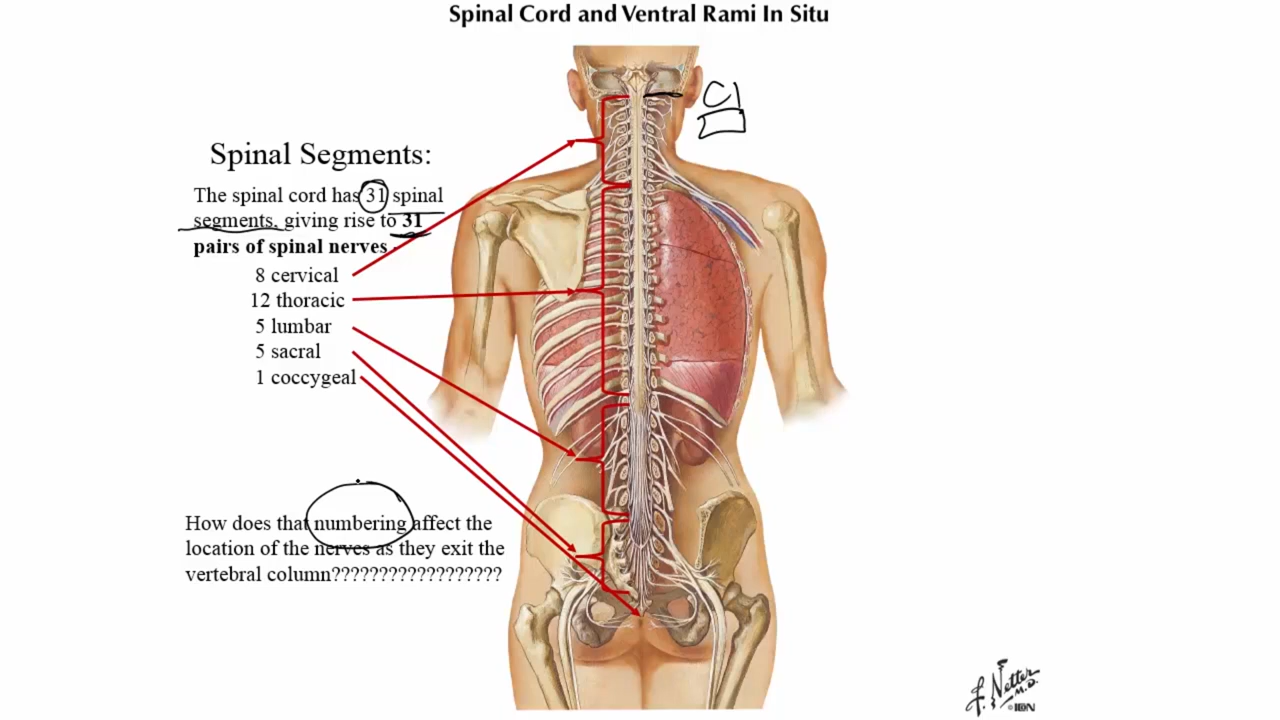 Spinal Cord and Ventral Rami In Situ
C1
Spinal Segments:
The spinal cord has 31 spinal
segments, giving rise to 31
pairs of spinal nerves.
8 cervical
12 thoracic
5 lumbar
5 sacral
1 coccygeal
How does that numbering affect the
location of the nerves as they exit the
vertebral column??????????????????
F. Netter
M.D.
©IDN